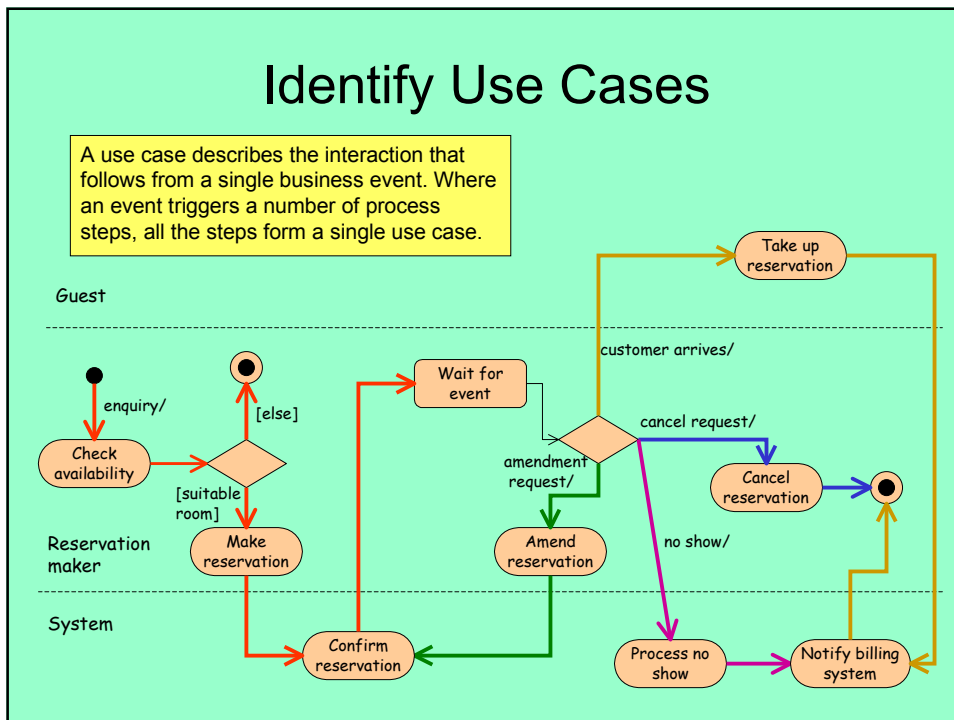 Identify Use Cases
A use case describes the interaction that
follows from a single business event. Where
an event triggers a number of process
steps, all the steps form a single use case.
Take up
reservation
Guest
customer arrives/
Wait for
event
enquiry/
[else]
cancel request/
Check
availability
amendment
request/
Cancel
reservation
[suitable
room]
Make
reservation
Amend
reservation
no show/
Reservation
maker
System
Confirm
reservation
Process no
show
Notify billing
system